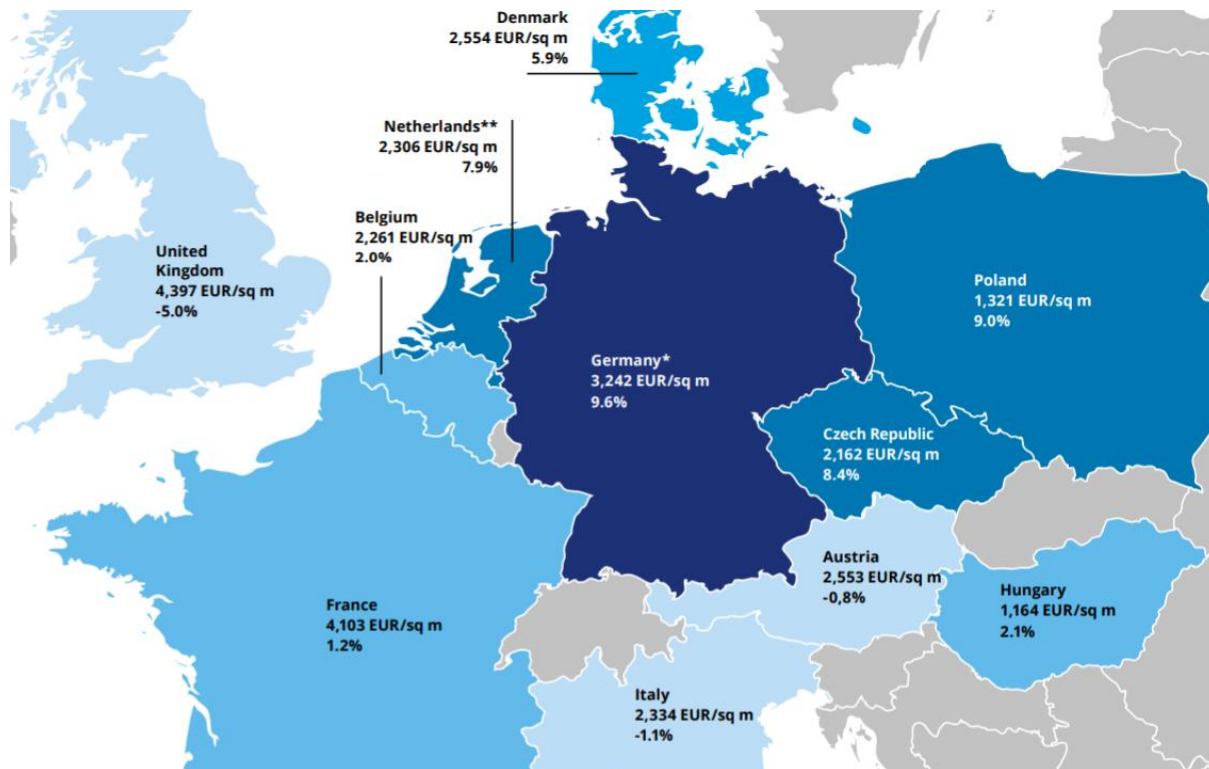 Denmark
2,554 EUR/sq m
5.9%
Netherlands**
2,306 EUR/sq m
7.9%
Belgium
2,261 EUR/sq m
2.0%
United
Kingdom
4,397 EUR/sq m
-5.0%
Poland
1,321 EUR/sq m
9.0%
Germany*
3,242 EUR/sq m
9.6%
Czech Republic
2,162 EUR/sq m
8.4%
Austria
2,553 EUR/sq m
-0,8%
Hungary
1,164 EUR/sq m
2.1%
France
4,103 EUR/sq m
1.2%
Italy
2,334 EUR/sq m
-1.1%